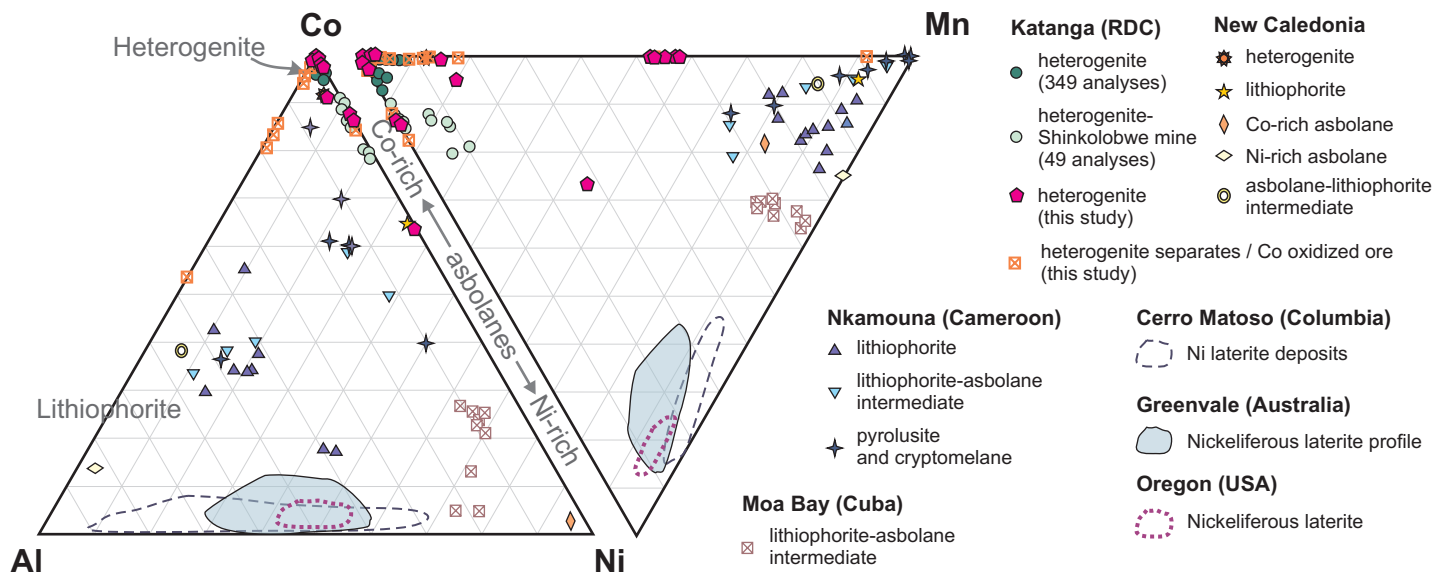 Co
Mn
Heterogenite
Co-rich
asbolanes
Ni-rich
Lithiophorite
Al
Ni
Katanga (RDC)
heterogenite
(349 analyses)
heterogenite-
Shinkolobwe mine
(49 analyses)
heterogenite
(this study)
heterogenite separates / Co oxidized ore
(this study)
New Caledonia
heterogenite
lithiophorite
Co-rich asbolane
Ni-rich asbolane
asbolane-lithiophorite
intermediate
Nkamouna (Cameroon)
lithiophorite
lithiophorite-asbolane
intermediate
pyrolusite
and cryptomelane
Moa Bay (Cuba)
lithiophorite-asbolane
intermediate
Cerro Matoso (Columbia)
Ni laterite deposits
Greenvale (Australia)
Nickeliferous laterite profile
Oregon (USA)
Nickeliferous laterite